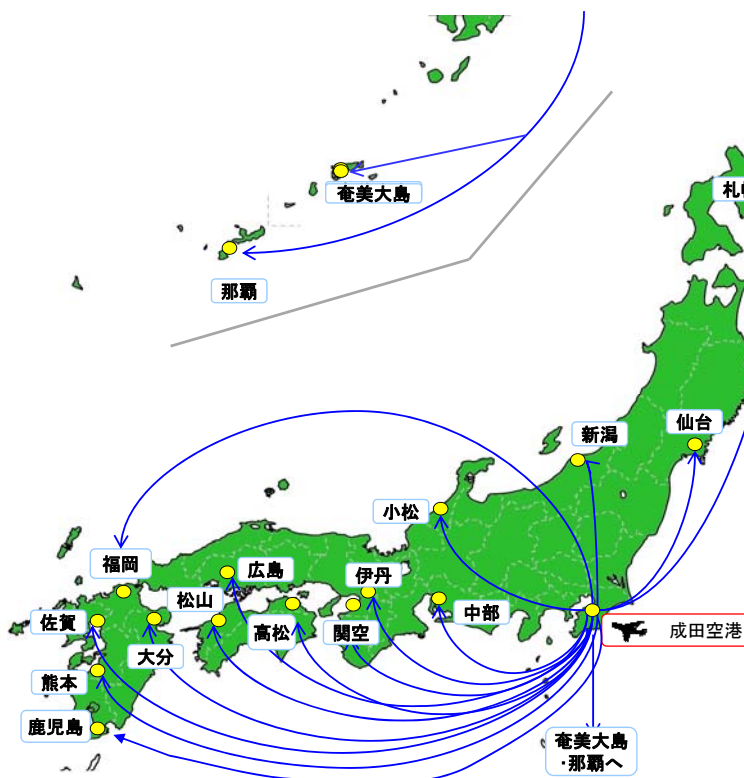 奄美大島
那覇
札
新潟
仙台
小松
福岡
広島
伊丹
松山
中部
佐賀
高松
関空
成田空港
大分
熊本
鹿児島
奄美大島
・那覇へ